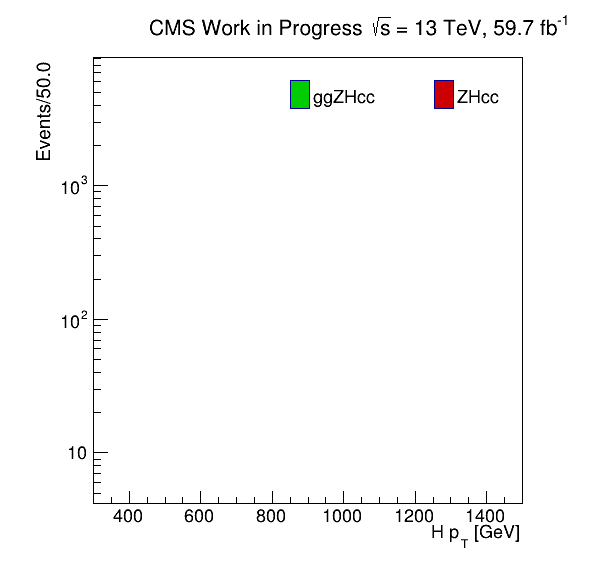 CMS Work in Progress √s = 13 TeV, 59.7 fb⁻¹
Events/50.0
ggZHcc ZHcc
10³
10²
10
400 600 800 1000 1200 1400
H p_T [GeV]